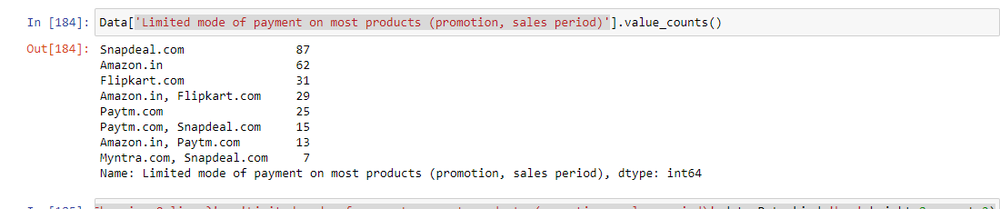 In [184]: Data['Limited mode of payment on most products (promotion, sales period)'].value_counts()
Out[184]: Snapdeal.com 87
Amazon.in 62
Flipkart.com 31
Amazon.in, Flipkart.com 29
Paytm.com 25
Paytm.com, Snapdeal.com 15
Amazon.in, Paytm.com 13
Myntra.com, Snapdeal.com 7
Name: Limited mode of payment on most products (promotion, sales period), dtype: int64